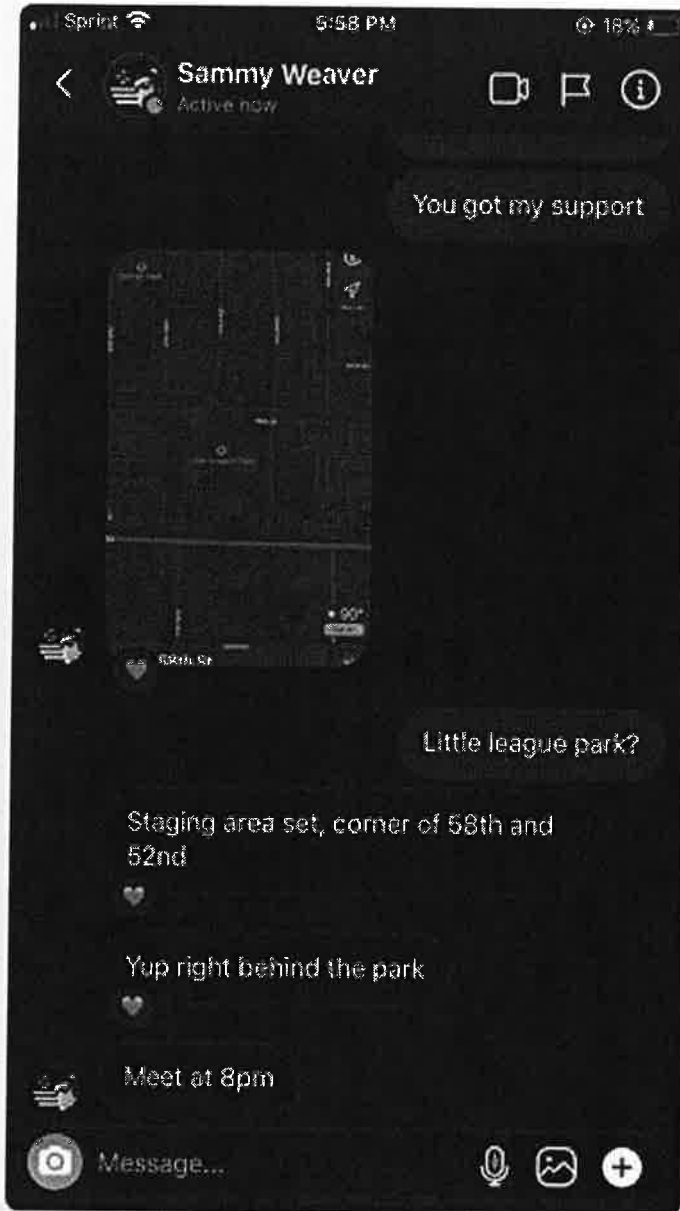 Sprint 5:58 PM 18%
Sammy Weaver
Active now
You got my support
90°
58th St
Little league park?
Staging area set, corner of 58th and
52nd
Yup right behind the park
Meet at 8pm
Message...